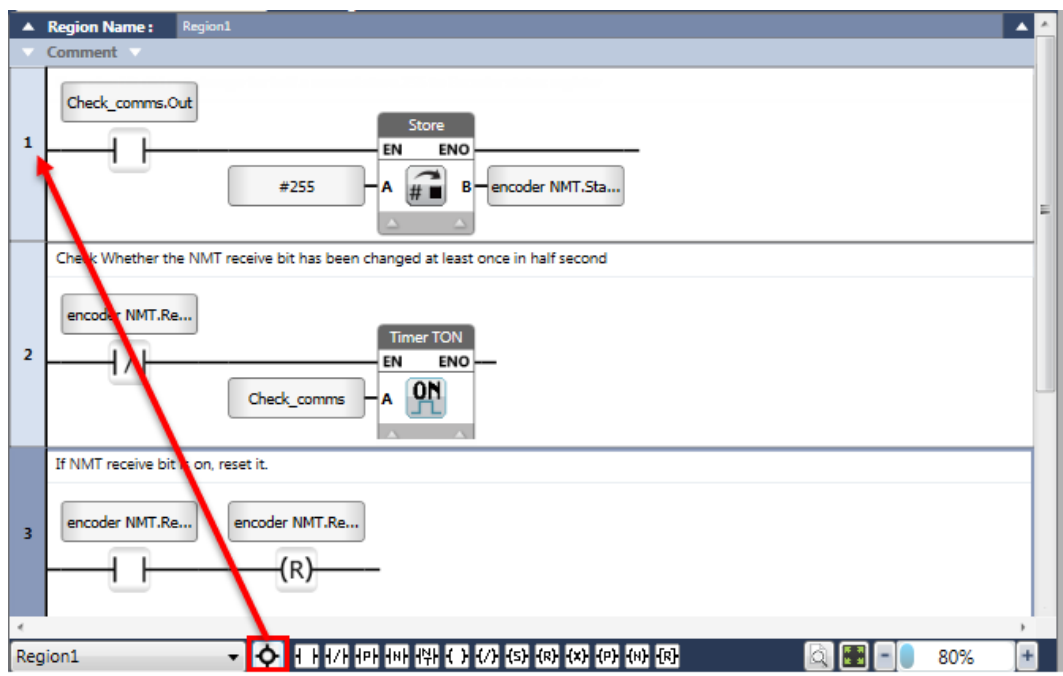 Region Name : Region1
Comment
1
Check_comms.Out
Store
EN ENO
#255
A
#
B
encoder NMT.Sta...
Check Whether the NMT receive bit has been changed at least once in half second
2
encoder NMT.Re...
Timer TON
EN ENO
Check_comms
A
ON
If NMT receive bit is on, reset it.
3
encoder NMT.Re...
encoder NMT.Re...
(R)
Region1
P N N S R X P N R
80%